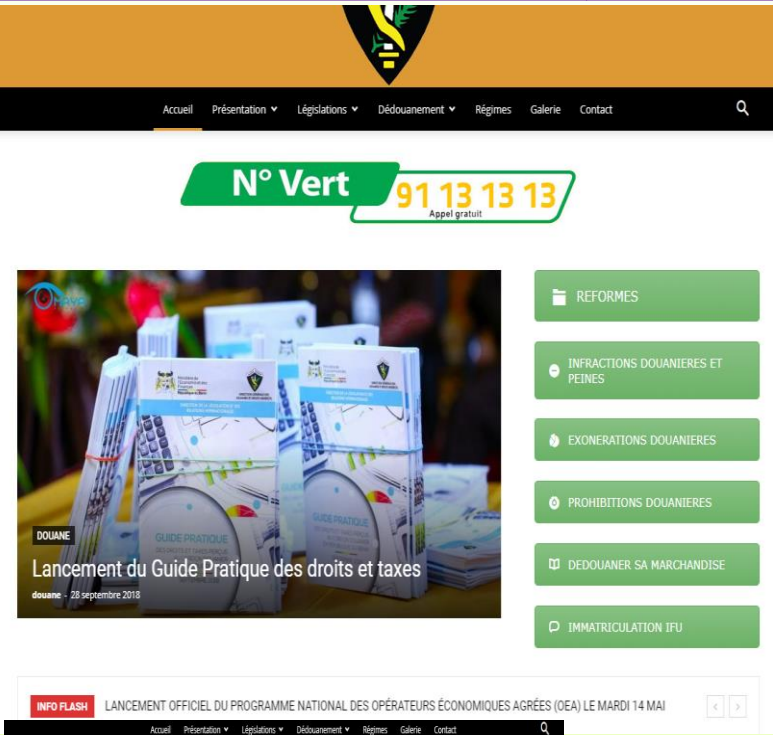 Accueil Présentation Législations Dédouanement Régimes Galerie Contact
N° Vert
91 13 13 13
Appel gratuit
REFORMES
INFRACTIONS DOUANIERES ET
PEINES
EXONERATIONS DOUANIERES
PROHIBITIONS DOUANIERES
DEDOUANER SA MARCHANDISE
IMMATRICULATION IFU
GUIDE PRATIQUE
GUIDE PRATIQUE
DOUANE
Lancement du Guide Pratique des droits et taxes
douane - 28 septembre 2018
INFO FLASH LANCEMENT OFFICIEL DU PROGRAMME NATIONAL DES OPÉRATEURS ÉCONOMIQUES AGRÉES (OEA) LE MARDI 14 MAI
Accueil Présentation Législations Dédouanement Régimes Galerie Contact